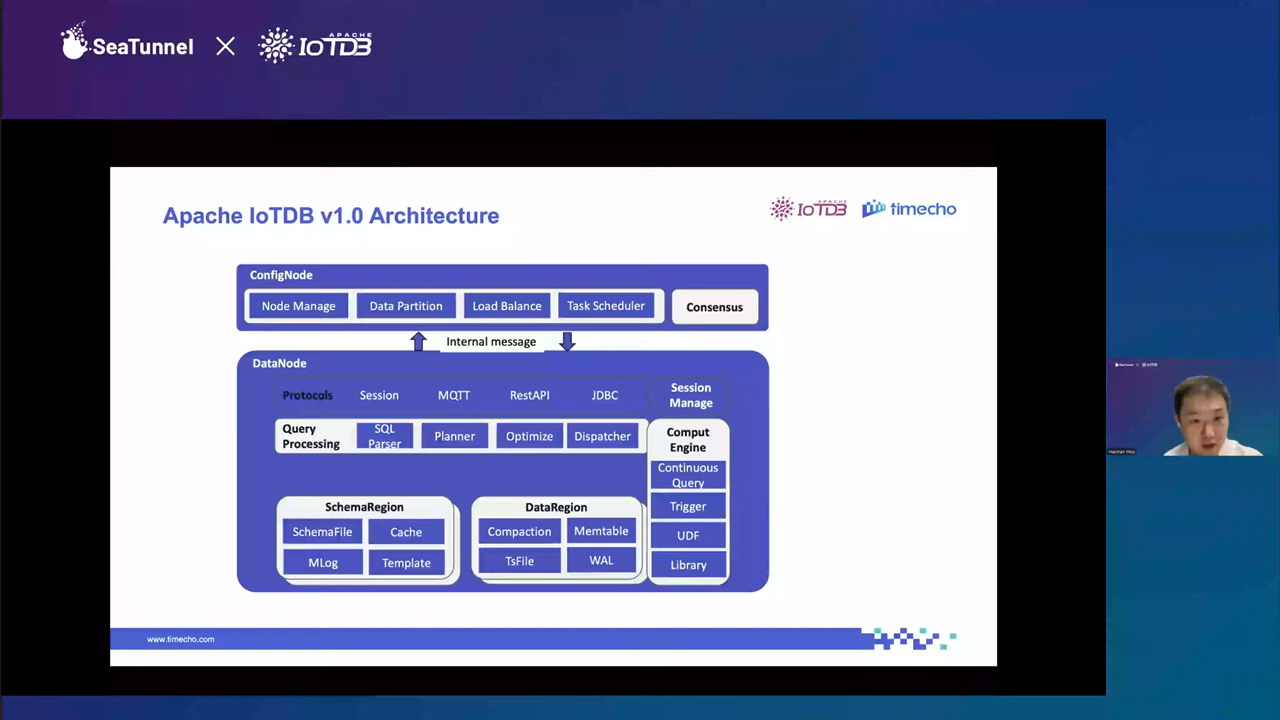 SeaTunnel X APACHE IoTDB
Apache IoTDB v1.0 Architecture
APACHE IoTDB timecho
ConfigNode
Node Manage Data Partition Load Balance Task Scheduler Consensus
Internal message
DataNode
Protocols Session MQTT RestAPI JDBC
Session
Manage
Query
Processing
SQL
Parser
Planner Optimize Dispatcher
Comput
Engine
Continuous
Query
Trigger
UDF
Library
SchemaRegion
SchemaFile Cache
MLog Template
DataRegion
Compaction Memtable
TsFile WAL
www.timecho.com